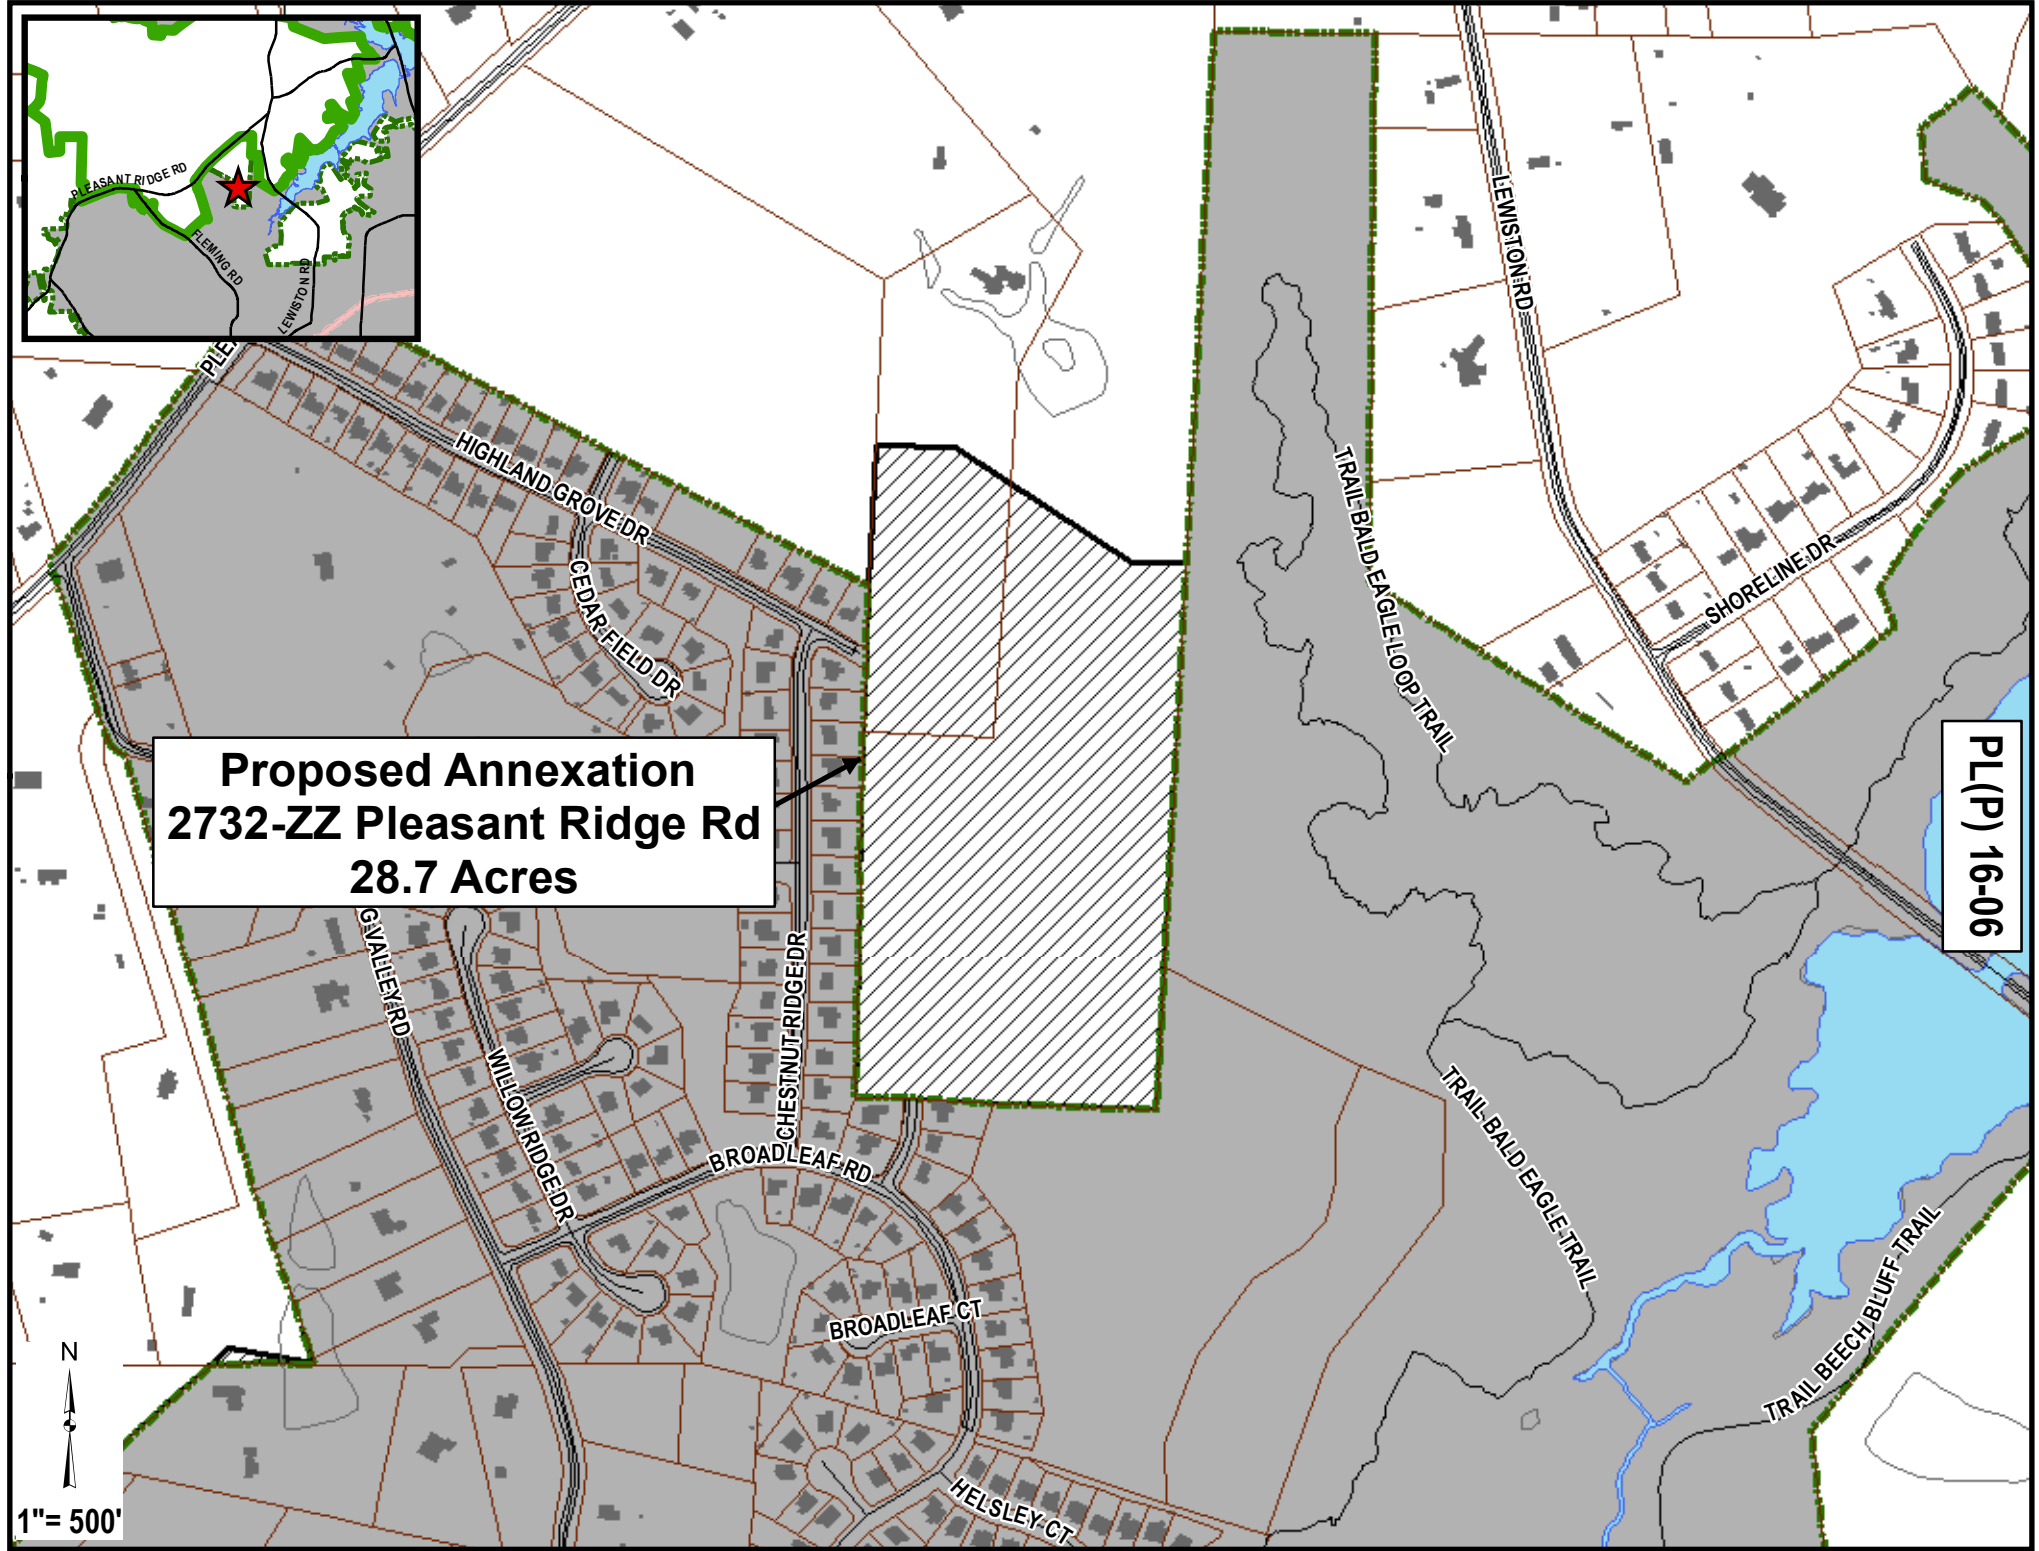 PLEASANT RIDGE RD
FLEMING RD
LEWISTON RD
LEWISTON RD
HIGHLAND GROVE DR
CEDAR FIELD DR
TRAIL BALD EAGLE LOOP TRAIL
SHORELINE DR
Proposed Annexation
2732-ZZ Pleasant Ridge Rd
28.7 Acres
PL(P) 16-06
G VALLEY RD
WILLOW RIDGE DR
CHESTNUT RIDGE DR
BROADLEAF RD
BROADLEAF CT
TRAIL BALD EAGLE TRAIL
TRAIL BEECH BLUFF TRAIL
HELSLEY CT
N
1"= 500'